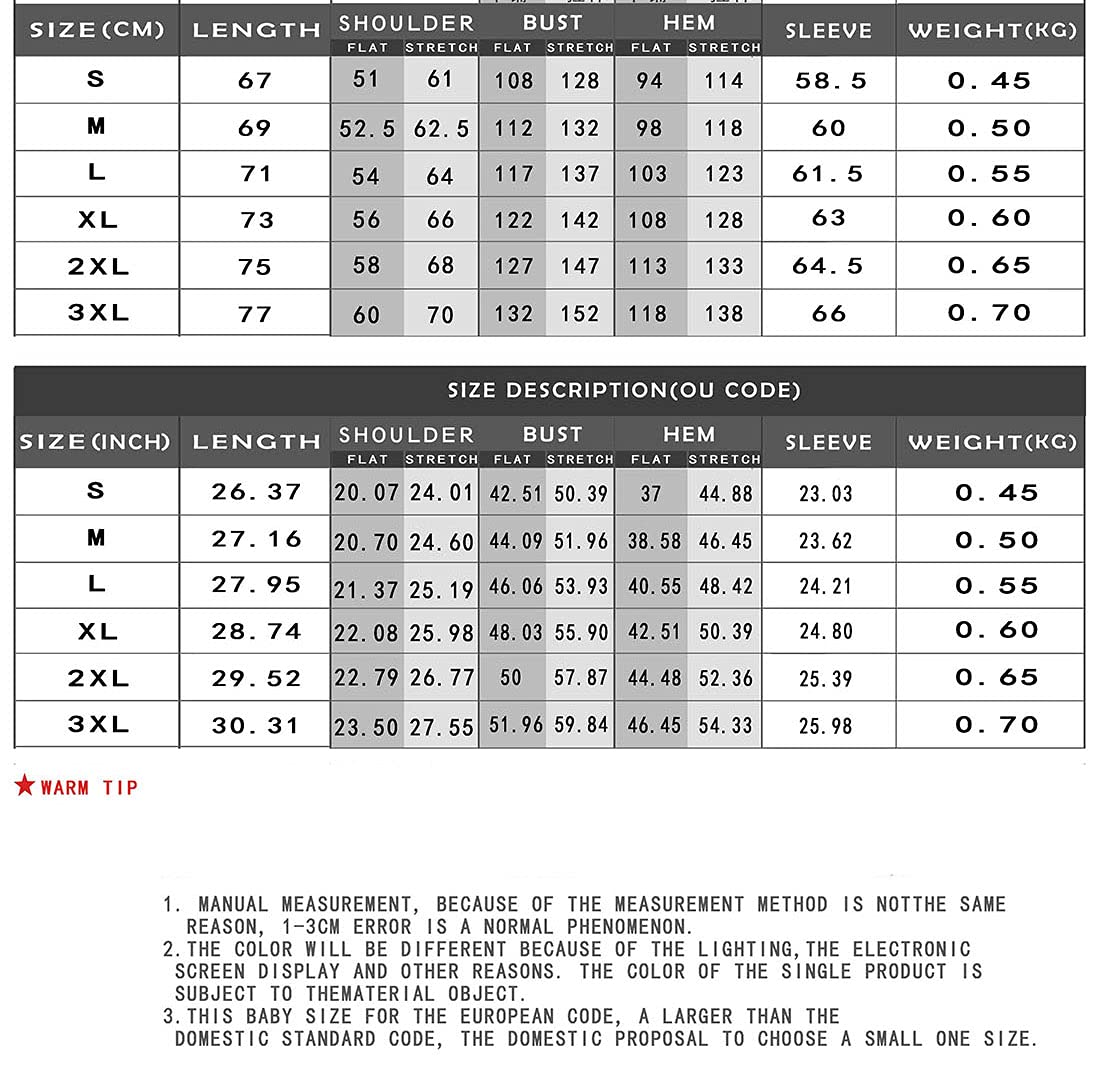 SIZE(CM) LENGTH SHOULDER BUST HEM SLEEVE WEIGHT(KG)
FLAT STRETCH FLAT STRETCH FLAT STRETCH
S 67 51 61 108 128 94 114 58.5 0.45
M 69 52.5 62.5 112 132 98 118 60 0.50
L 71 54 64 117 137 103 123 61.5 0.55
XL 73 56 66 122 142 108 128 63 0.60
2XL 75 58 68 127 147 113 133 64.5 0.65
3XL 77 60 70 132 152 118 138 66 0.70
SIZE DESCRIPTION(OU CODE)
SIZE(INCH) LENGTH SHOULDER BUST HEM SLEEVE WEIGHT(KG)
FLAT STRETCH FLAT STRETCH FLAT STRETCH
S 26.37 20.07 24.01 42.51 50.39 37 44.88 23.03 0.45
M 27.16 20.70 24.60 44.09 51.96 38.58 46.45 23.62 0.50
L 27.95 21.37 25.19 46.06 53.93 40.55 48.42 24.21 0.55
XL 28.74 22.08 25.98 48.03 55.90 42.51 50.39 24.80 0.60
2XL 29.52 22.79 26.77 50 57.87 44.48 52.36 25.39 0.65
3XL 30.31 23.50 27.55 51.96 59.84 46.45 54.33 25.98 0.70
★WARM TIP
1. MANUAL MEASUREMENT, BECAUSE OF THE MEASUREMENT METHOD IS NOTTHE SAME
REASON, 1-3CM ERROR IS A NORMAL PHENOMENON.
2.THE COLOR WILL BE DIFFERENT BECAUSE OF THE LIGHTING,THE ELECTRONIC
SCREEN DISPLAY AND OTHER REASONS. THE COLOR OF THE SINGLE PRODUCT IS
SUBJECT TO THEMATERIAL OBJECT.
3.THIS BABY SIZE FOR THE EUROPEAN CODE, A LARGER THAN THE
DOMESTIC STANDARD CODE, THE DOMESTIC PROPOSAL TO CHOOSE A SMALL ONE SIZE.